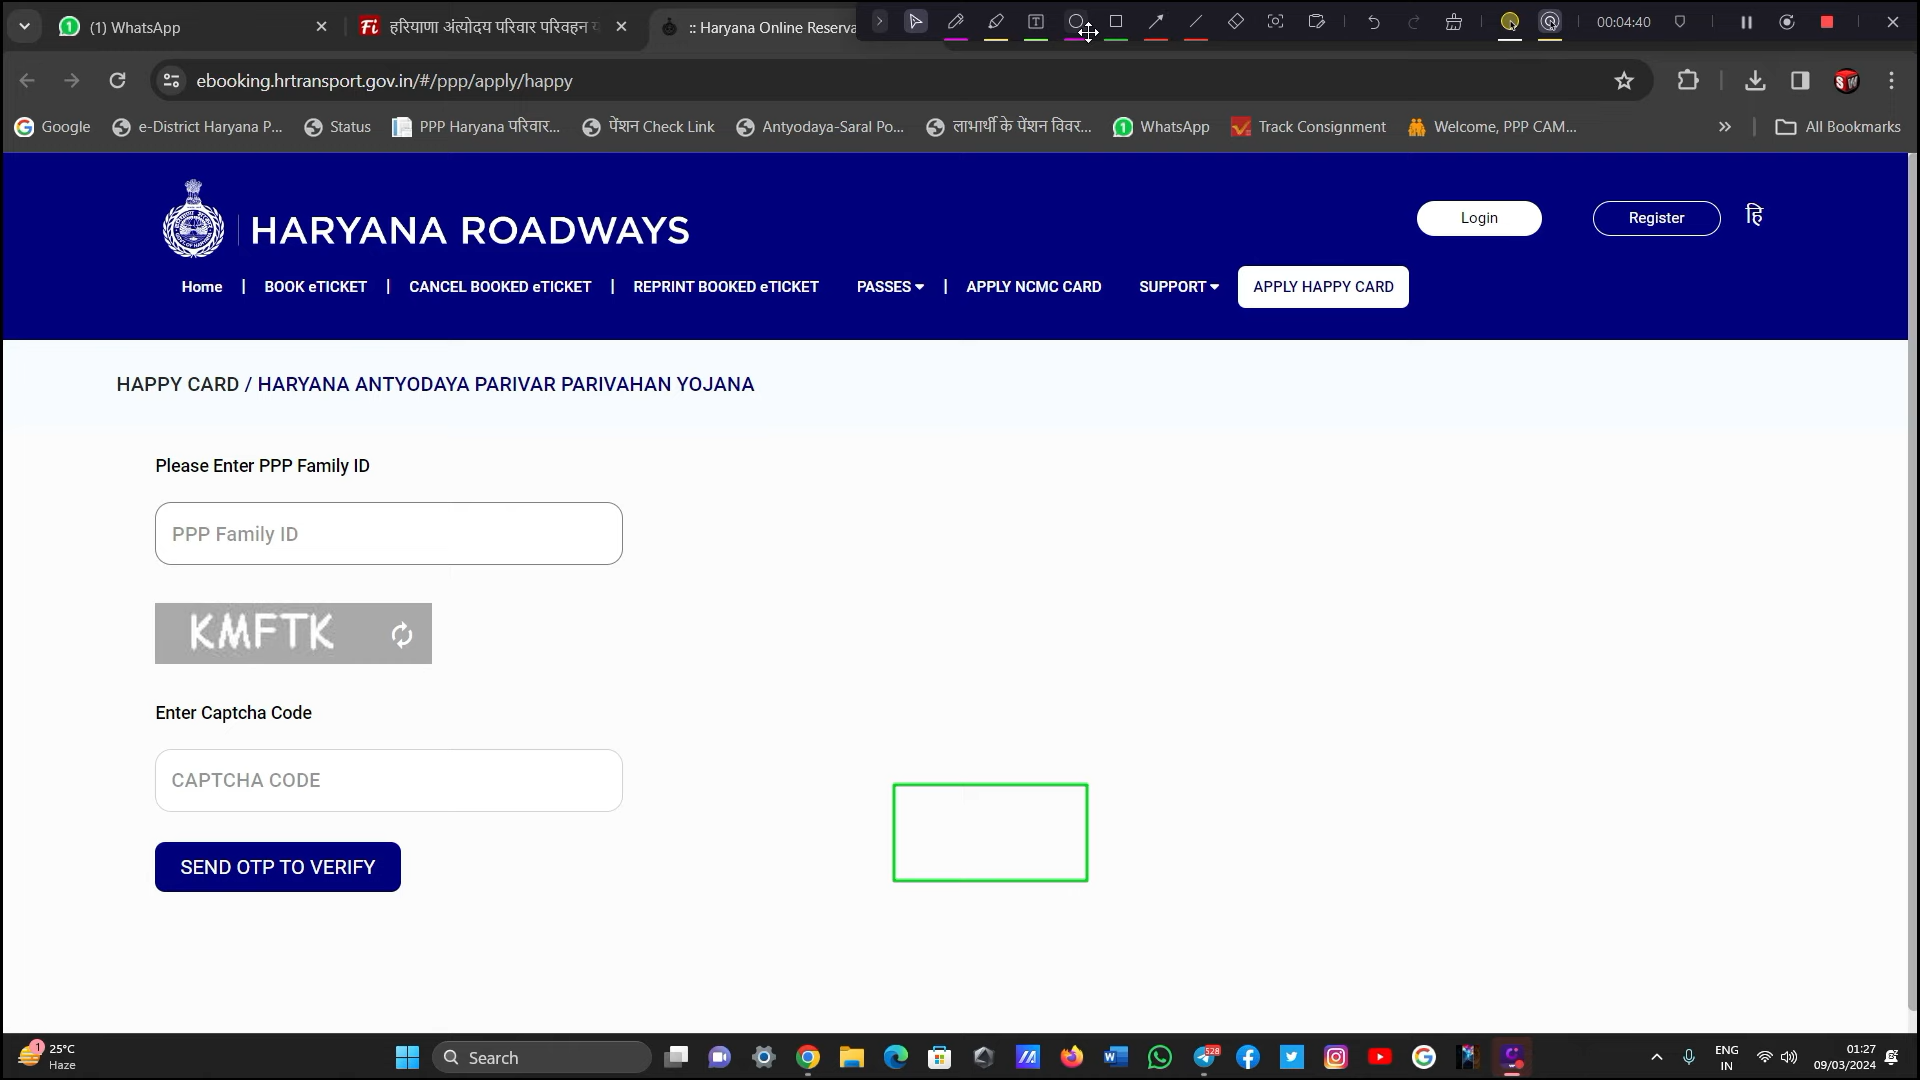 (1) WhatsApp
हरियाणा अंत्योदय परिवार परिवहन
:: Haryana Online Reserva
00:04:40
ebooking.hrtransport.gov.in/#/ppp/apply/happy
Google
e-District Haryana P...
Status
PPP Haryana परिवार...
पेंशन Check Link
Antyodaya-Saral Po...
लाभार्थी के पेंशन विवर...
WhatsApp
Track Consignment
Welcome, PPP CAM...
All Bookmarks
HARYANA ROADWAYS
Login
Register
हि
Home | BOOK eTICKET | CANCEL BOOKED eTICKET | REPRINT BOOKED eTICKET PASSES | APPLY NCMC CARD SUPPORT APPLY HAPPY CARD
HAPPY CARD / HARYANA ANTYODAYA PARIVAR PARIVAHAN YOJANA
Please Enter PPP Family ID
PPP Family ID
KMFTK
Enter Captcha Code
CAPTCHA CODE
SEND OTP TO VERIFY
1
25°C
Haze
Search
528
ENG
IN
01:27
09/03/2024